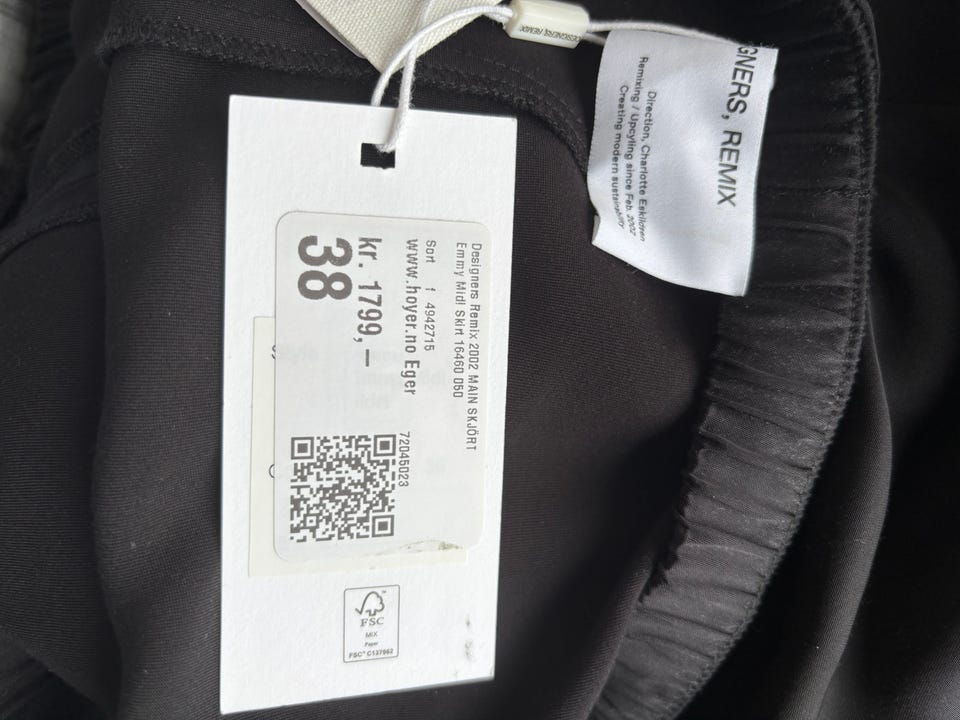 DESIGNERS, REMIX
GNERS, REMIX
Direction, Charlotte Eskildsen
Remixing / Upcyling since Feb. 2002
Creating modern sustainability
Designers Remix 2002 MAIN SKJÖRT
Emmy Midi Skirt 16460 050
Sort f 4942715
www.hoyer.no Eger
kr. 1799,–
38
72045023
FSC
MIX
Paper
FSC® C137962